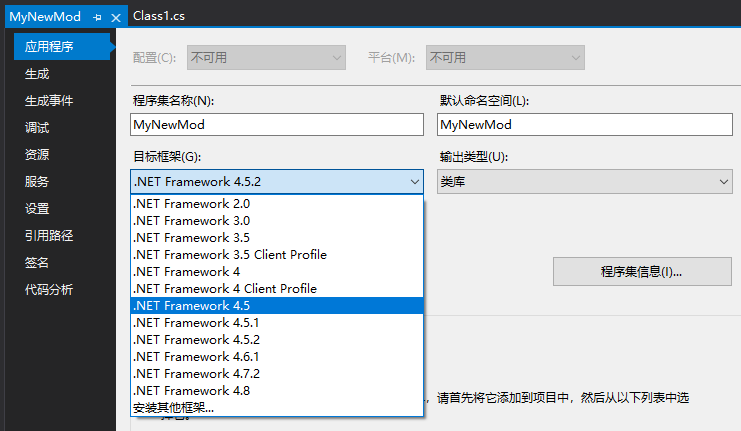 MyNewMod
Class1.cs
应用程序
生成
生成事件
调试
资源
服务
设置
引用路径
签名
代码分析
配置(C):
不可用
平台(M):
不可用
程序集名称(N):
默认命名空间(L):
MyNewMod
MyNewMod
目标框架(G):
输出类型(U):
.NET Framework 4.5.2
类库
.NET Framework 2.0
.NET Framework 3.0
.NET Framework 3.5
.NET Framework 3.5 Client Profile
.NET Framework 4
.NET Framework 4 Client Profile
.NET Framework 4.5
.NET Framework 4.5.1
.NET Framework 4.5.2
.NET Framework 4.6.1
.NET Framework 4.7.2
.NET Framework 4.8
安装其他框架...
程序集信息(I)...
，请首先将它添加到项目中，然后从以下列表中选